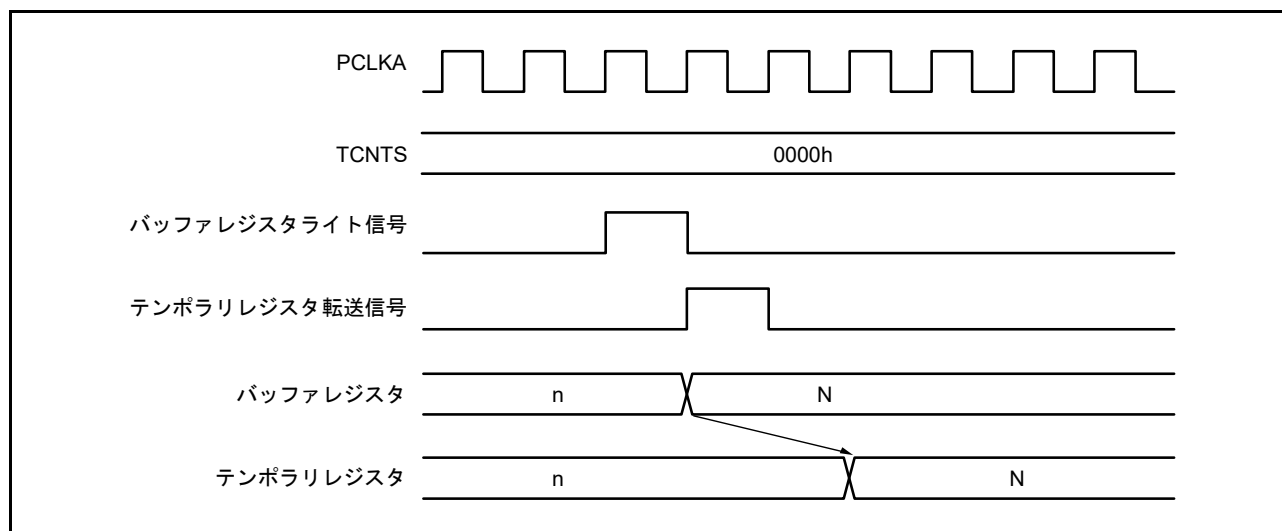 PCLKA
TCNTS
0000h
バッファレジスタライト信号
テンポラリレジスタ転送信号
バッファレジスタ
n
N
テンポラリレジスタ
n
N